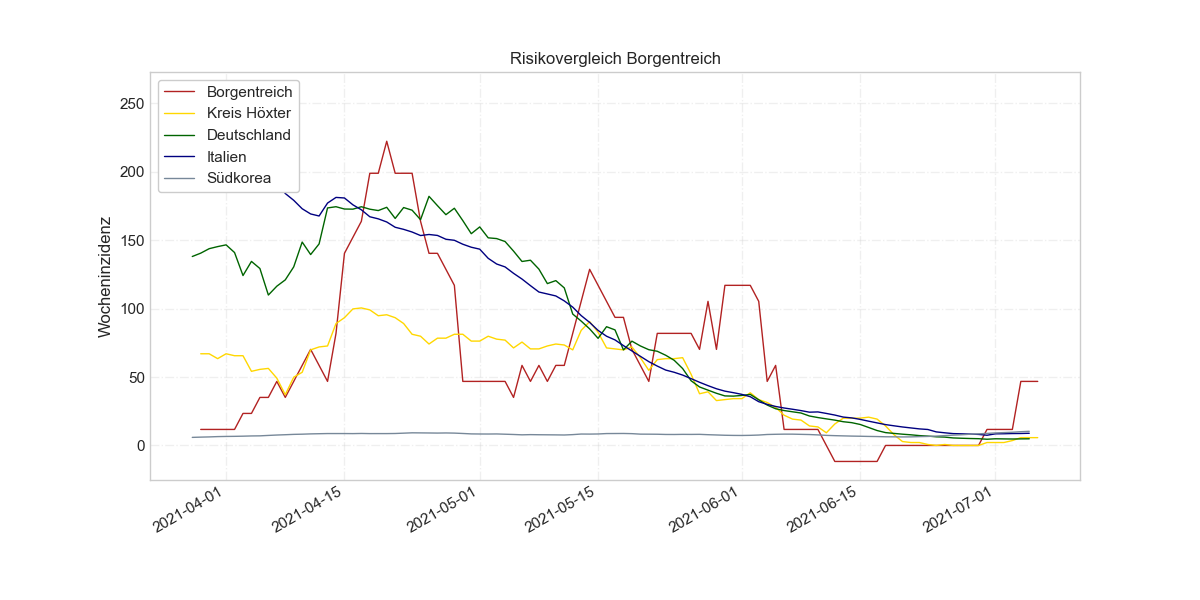 Risikovergleich Borgentreich
Borgentreich
Kreis Höxter
Deutschland
Italien
Südkorea
Wocheninzidenz
250
200
150
100
50
0
2021-04-01
2021-04-15
2021-05-01
2021-05-15
2021-06-01
2021-06-15
2021-07-01